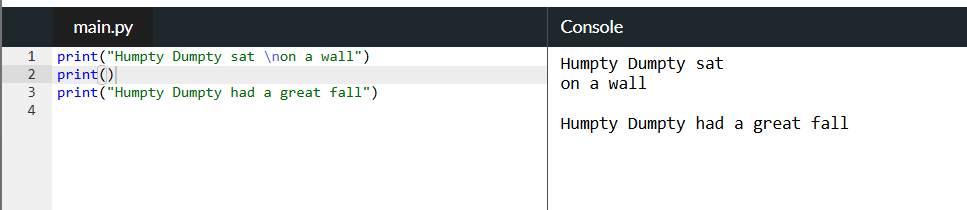 main.py
1 print("Humpty Dumpty sat \non a wall")
2 print()
3 print("Humpty Dumpty had a great fall")
4
Console
Humpty Dumpty sat
on a wall

Humpty Dumpty had a great fall